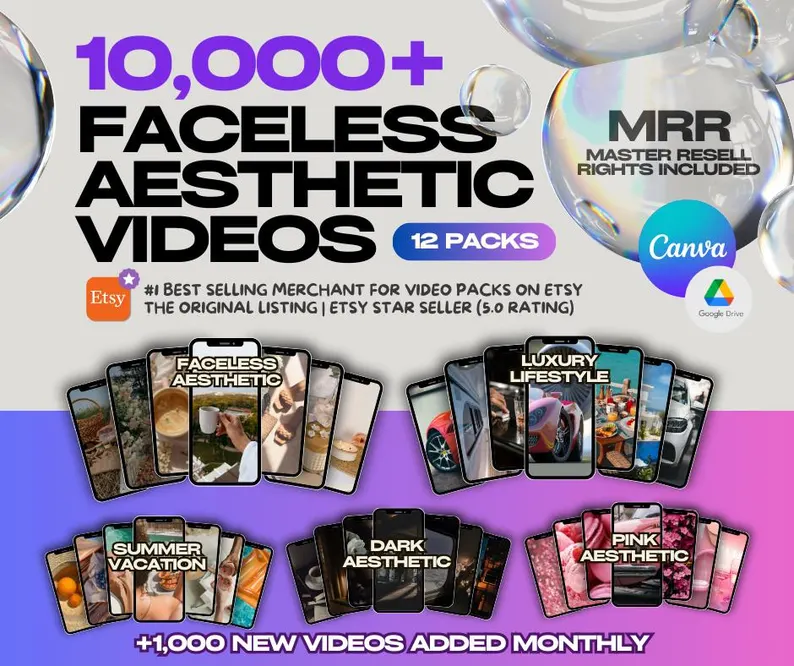 10,000+
FACELESS
AESTHETIC
VIDEOS
12 PACKS
MRR
MASTER RESELL
RIGHTS INCLUDED
Canva
Google Drive
Etsy
#1 BEST SELLING MERCHANT FOR VIDEO PACKS ON ETSY
THE ORIGINAL LISTING | ETSY STAR SELLER (5.0 RATING)
FACELESS
AESTHETIC
LUXURY
LIFESTYLE
SUMMER
VACATION
DARK
AESTHETIC
PINK
AESTHETIC
+1,000 NEW VIDEOS ADDED MONTHLY